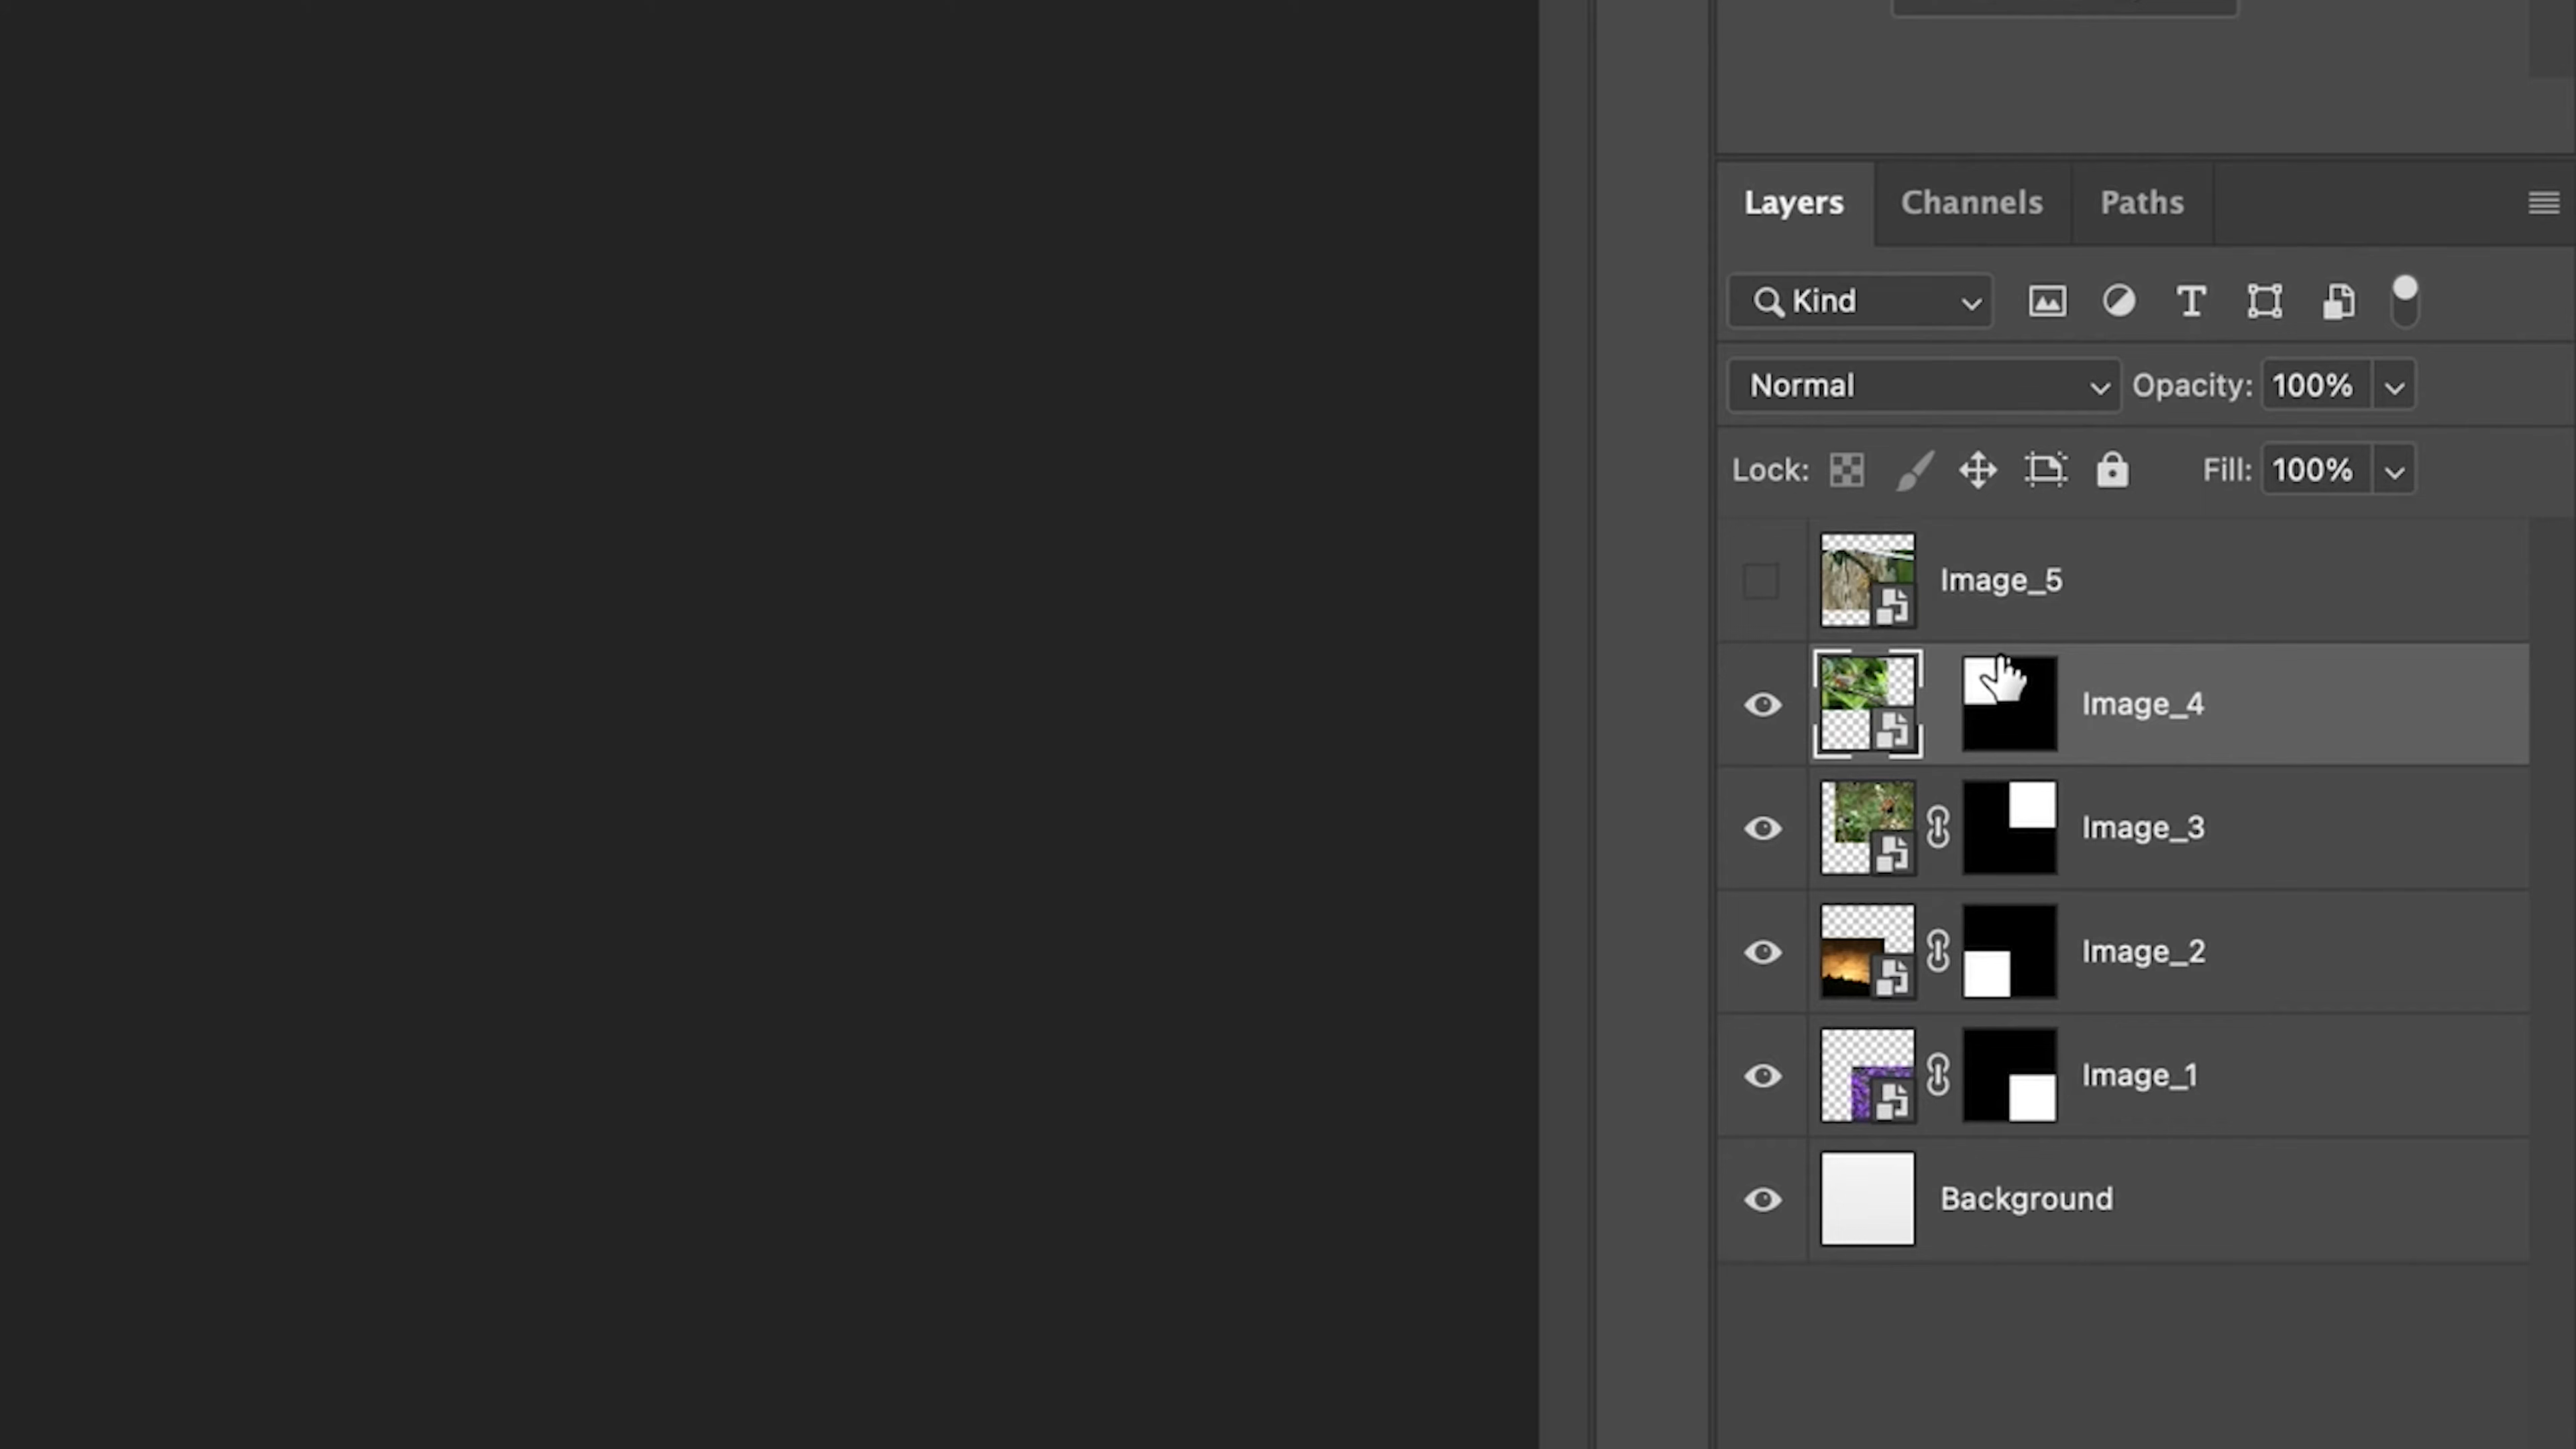 Layers Channels Paths
Kind
Normal Opacity: 100%
Lock: Fill: 100%
Image_5
Image_4
Image_3
Image_2
Image_1
Background